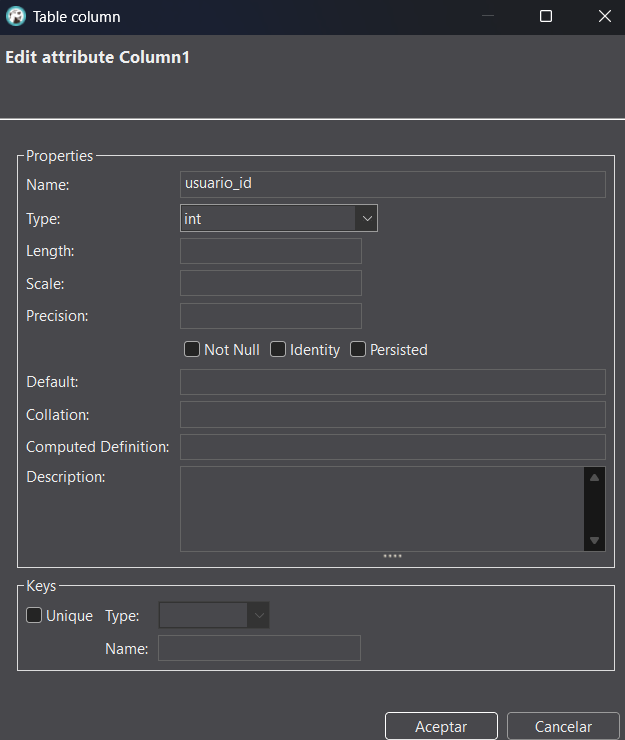 Table column
Edit attribute Column1
Properties
Name: usuario_id
Type: int
Length:
Scale:
Precision:
Not Null Identity Persisted
Default:
Collation:
Computed Definition:
Description:
Keys
Unique Type:
Name:
Aceptar Cancelar